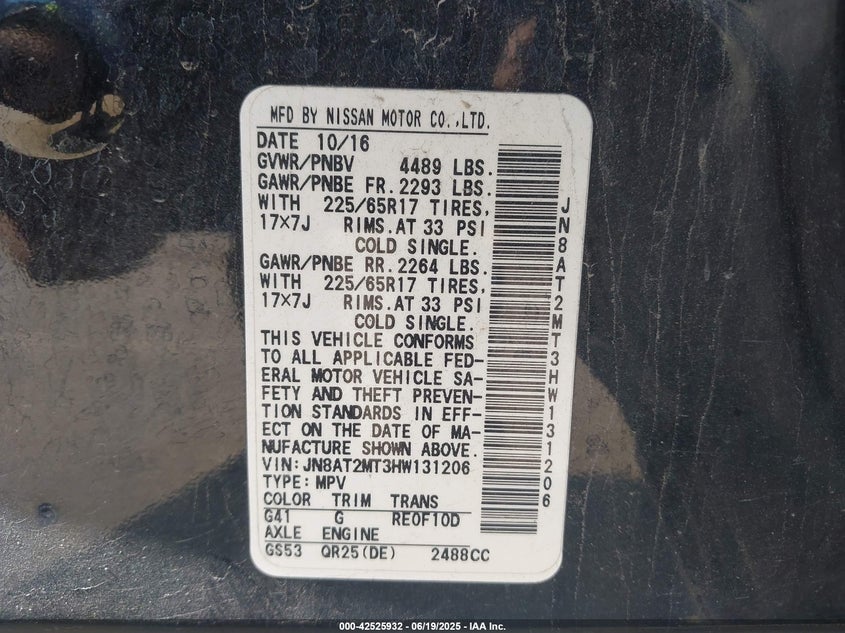 MFD BY NISSAN MOTOR CO.,LTD.
DATE 10/16
GVWR/PNBV 4489 LBS.
GAWR/PNBE FR. 2293 LBS.
WITH 225/65R17 TIRES,
17×7J RIMS.AT 33 PSI
COLD SINGLE.
GAWR/PNBE RR. 2264 LBS.
WITH 225/65R17 TIRES,
17×7J RIMS.AT 33 PSI
COLD SINGLE.
THIS VEHICLE CONFORMS
TO ALL APPLICABLE FED-
ERAL MOTOR VEHICLE SA-
FETY AND THEFT PREVEN-
TION STANDARDS IN EFF-
ECT ON THE DATE OF MA-
NUFACTURE SHOWN ABOVE.
VIN:JN8AT2MT3HW131206
TYPE:MPV
COLOR TRIM TRANS
G41 G RE0F10D
AXLE ENGINE
GS53 QR25(DE) 2488CC
JN8AT2MT3HW131206
000-42525932 - 06/19/2025 - IAA Inc.